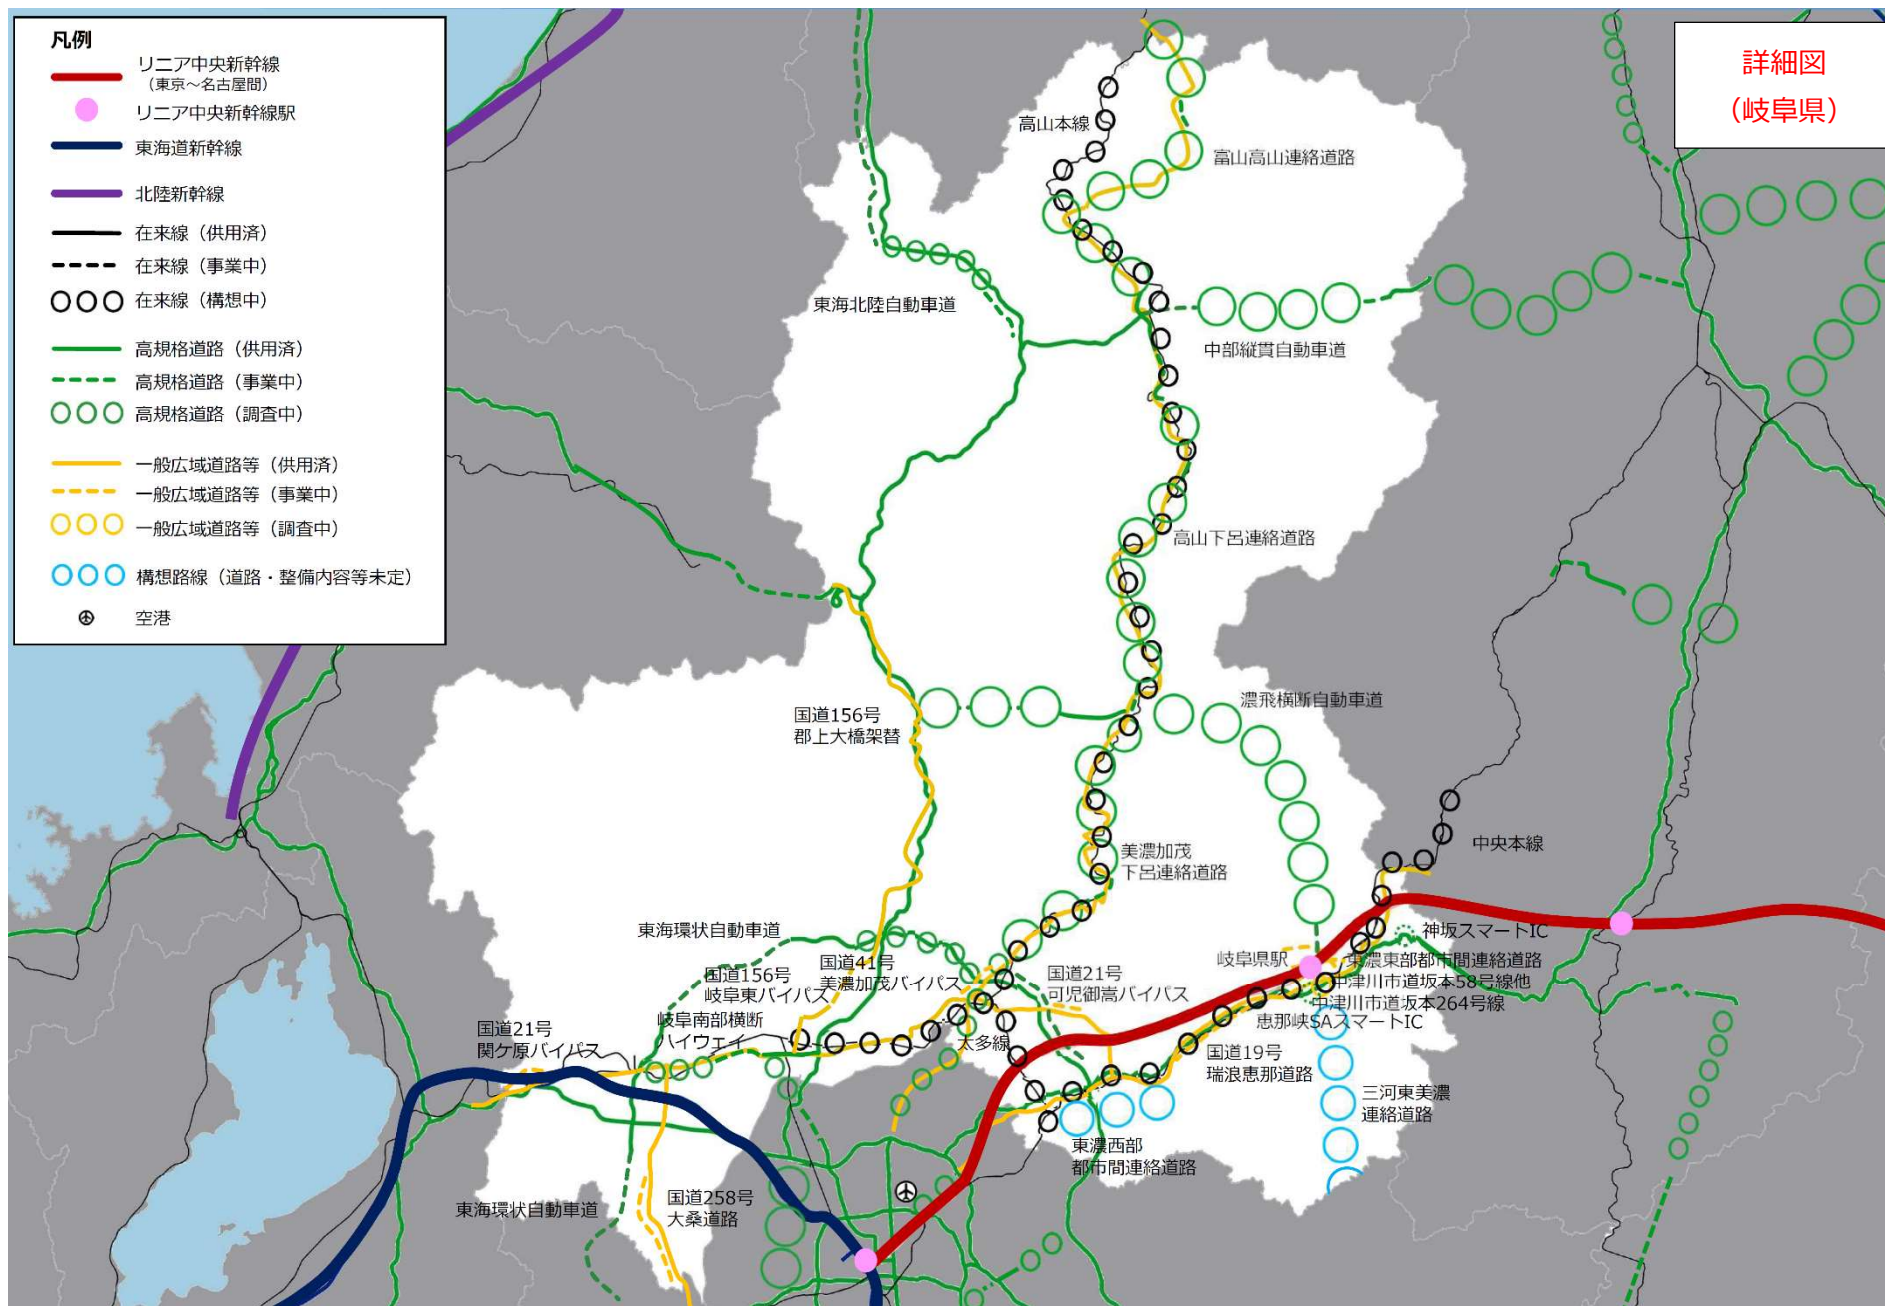 凡例
リニア中央新幹線
（東京～名古屋間）
リニア中央新幹線駅
東海道新幹線
北陸新幹線
在来線（供用済）
在来線（事業中）
在来線（構想中）
高規格道路（供用済）
高規格道路（事業中）
高規格道路（調査中）
一般広域道路等（供用済）
一般広域道路等（事業中）
一般広域道路等（調査中）
構想路線（道路・整備内容等未定）
空港
詳細図
（岐阜県）
高山本線
富山高山連絡道路
東海北陸自動車道
中部縦貫自動車道
高山下呂連絡道路
国道156号
郡上大橋架替
濃飛横断自動車道
美濃加茂
下呂連絡道路
中央本線
東海環状自動車道
国道156号
岐阜東バイパス
国道41号
美濃加茂バイパス
国道21号
可児御嵩バイパス
岐阜県駅
神坂スマートIC
東濃東部都市間連絡道路
中津川市道坂本58号線他
中津川市道坂本264号線
恵那峡SAスマートIC
国道21号
関ケ原バイパス
岐阜南部横断
ハイウェイ
太多線
国道19号
瑞浪恵那道路
三河東美濃
連絡道路
東濃西部
都市間連絡道路
東海環状自動車道
国道258号
大桑道路